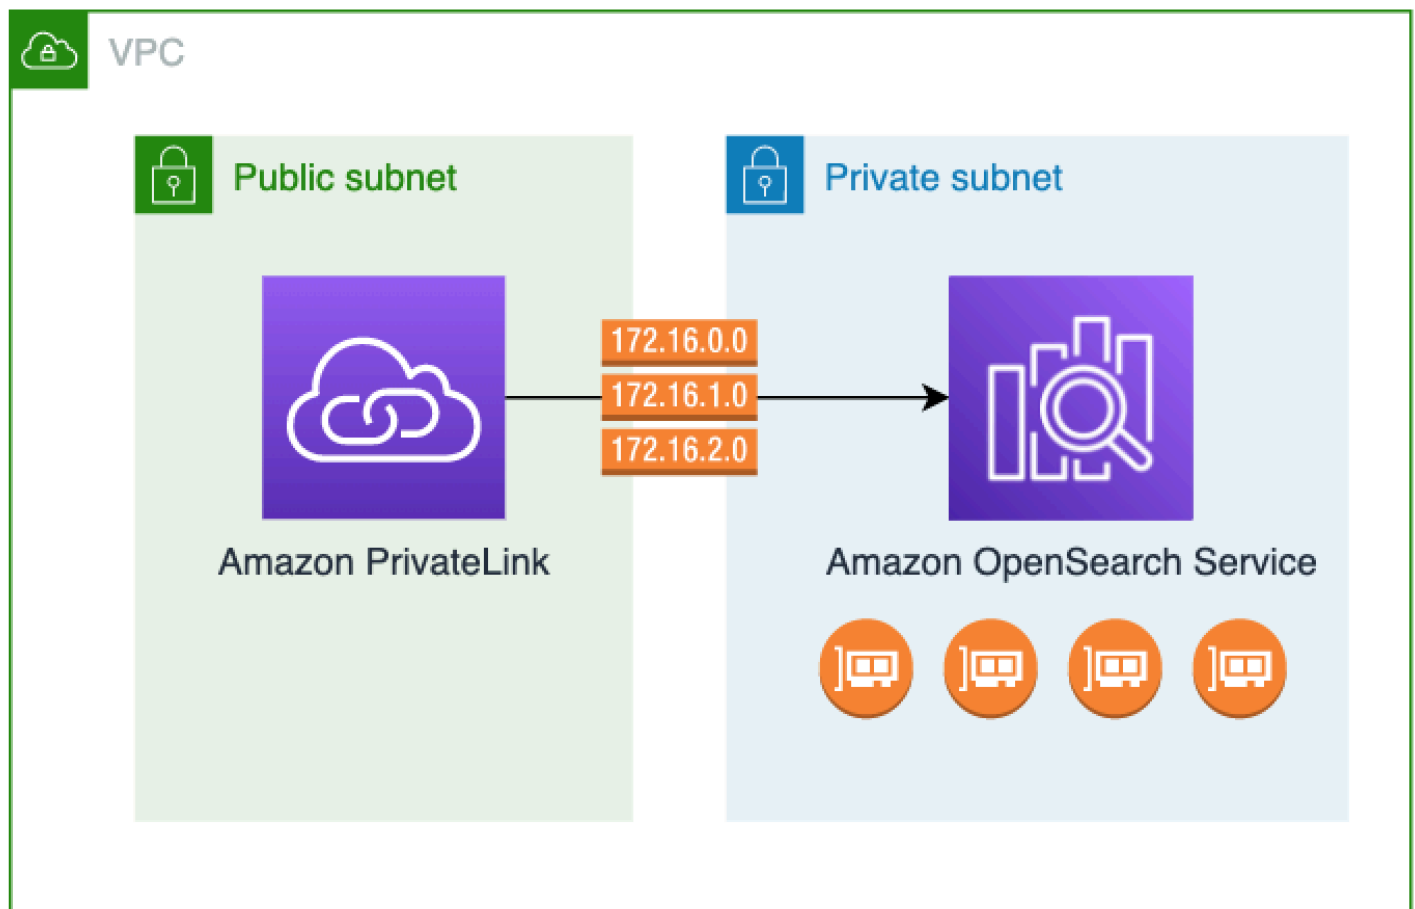 VPC
Public subnet
Private subnet
172.16.0.0
172.16.1.0
172.16.2.0
Amazon PrivateLink
Amazon OpenSearch Service